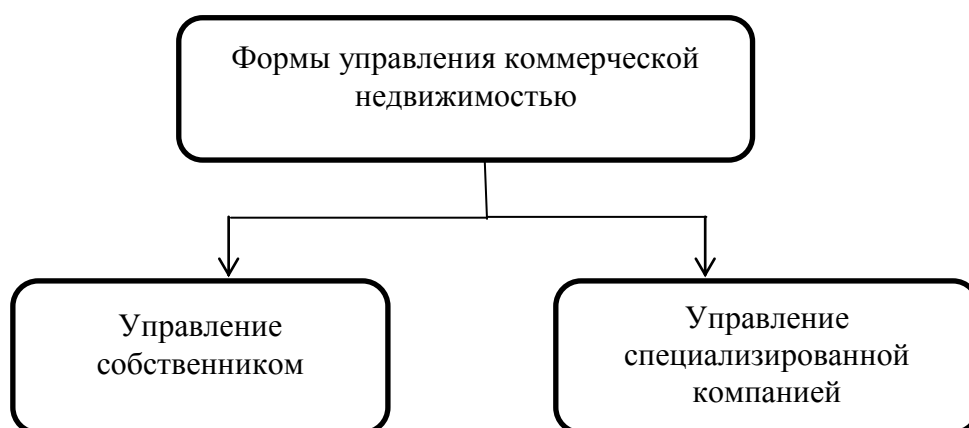 Формы управления коммерческой
недвижимостью
Управление
собственником
Управление
специализированной
компанией